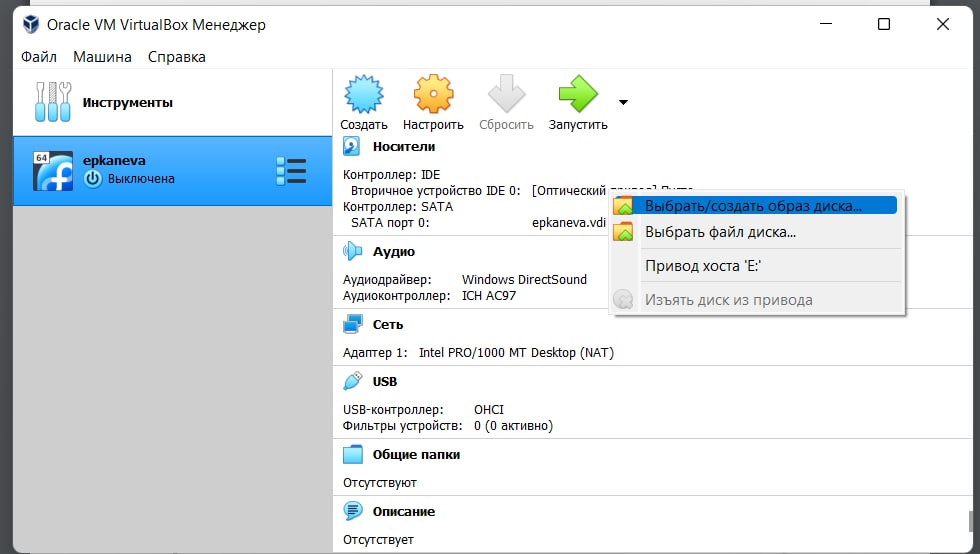 Oracle VM VirtualBox Менеджер
Файл Машина Справка
Инструменты
Создать Настроить Сбросить Запустить
64
epkaneva
Выключена
Носители
Контроллер: IDE
Вторичное устройство IDE 0: [Оптический
Контроллер: SATA
SATA порт 0: epkaneva.vdi
Выбрать/создать образ диска...
Выбрать файл диска...
Привод хоста 'E:'
Изъять диск из привода
Аудио
Аудиодрайвер: Windows DirectSound
Аудиоконтроллер: ICH AC97
Сеть
Адаптер 1: Intel PRO/1000 MT Desktop (NAT)
USB
USB-контроллер: OHCI
Фильтры устройств: 0 (0 активно)
Общие папки
Отсутствуют
Описание
Отсутствует